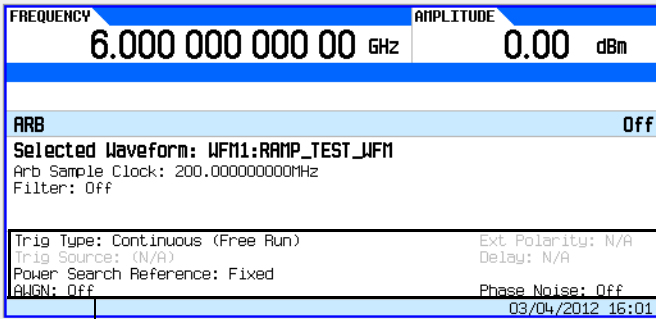 FREQUENCY AMPLITUDE
6.000 000 000 00 GHz 0.00 dBm
ARB Off
Selected Waveform: WFM1:RAMP_TEST_WFM
Arb Sample Clock: 200.000000000MHz
Filter: Off
Trig Type: Continuous (Free Run) Ext Polarity: N/A
Trig Source: (N/A) Delay: N/A
Power Search Reference: Fixed
AWGN: Off Phase Noise: Off
03/04/2012 16:01